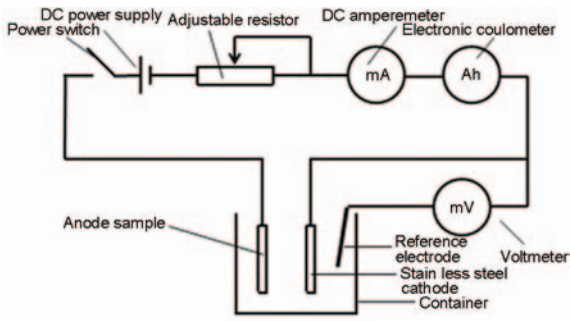 DC power supply
Power switch
Adjustable resistor
DC amperemeter
Electronic coulometer
mA
Ah
mV
Anode sample
Reference
electrode
Voltmeter
Stain less steel
cathode
Container